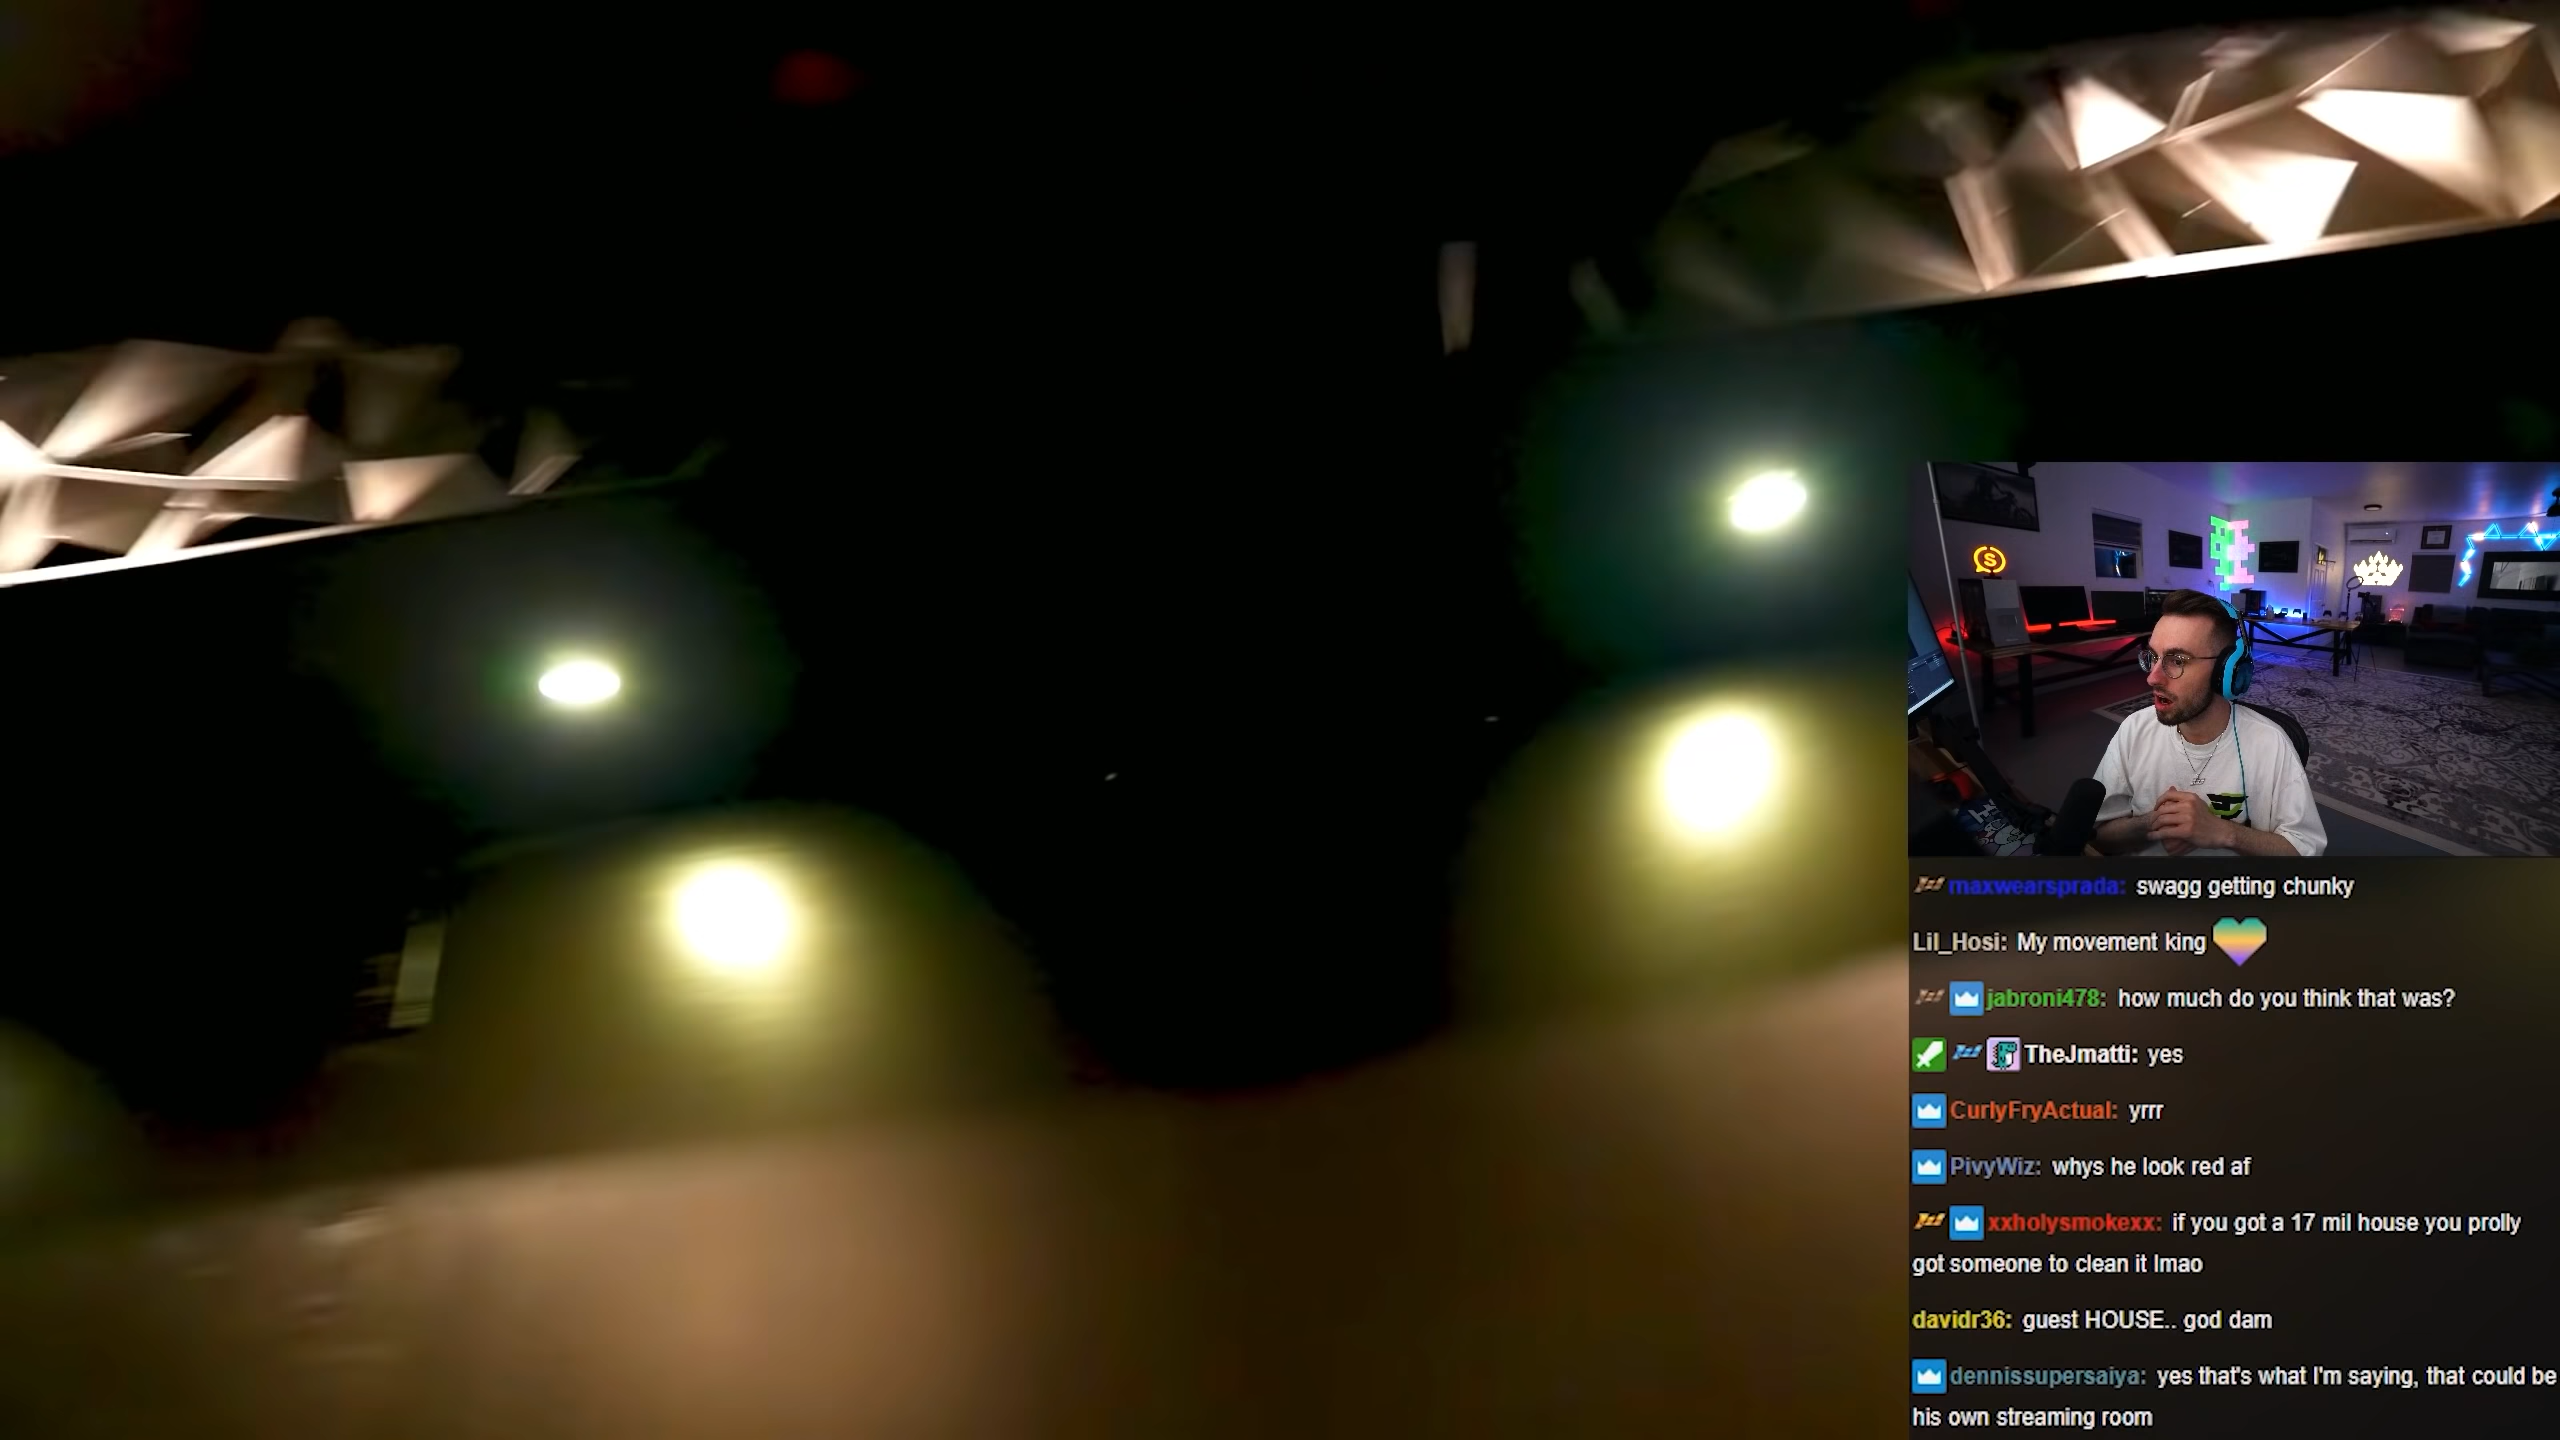 S
maxwearsprada: swagg getting chunky
Lil_Hosi: My movement king
jabroni478: how much do you think that was?
TheJmatti: yes
CurlyFryActual: yrrr
PivyWiz: whys he look red af
xxholysmokexx: if you got a 17 mil house you prolly
got someone to clean it lmao
davidr36: guest HOUSE.. god dam
dennissupersaiya: yes that's what I'm saying, that could be
his own streaming room